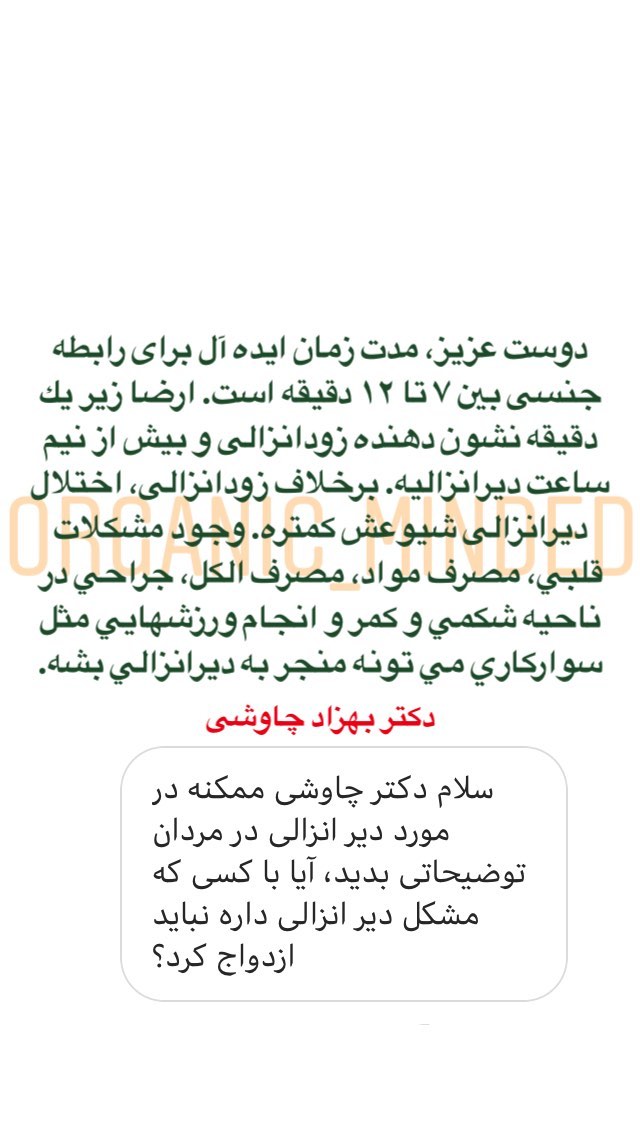 دوست عزیز، مدت زمان ایده آل برای رابطه
جنسی بین ۷ تا ۱۲ دقیقه است. ارضا زیر یك
دقیقه نشون دهنده زودانزالی و بیش از نیم
ساعت دیرانزالیه. برخلاف زودانزالی، اختلال
دیرانزالی شیوعش کمتره. وجود مشکلات
قلبي، مصرف مواد، مصرف الکل، جراحي در
ناحیه شکمي و کمر و انجام ورزشهایي مثل
سوارکاري مي تونه منجر به دیرانزالي بشه.
ORGANIC_MINDED
دکتر بهزاد چاوشی
سلام دکتر چاوشی ممکنه در
مورد دیر انزالی در مردان
توضیحاتی بدید، آیا با کسی که
مشکل دیر انزالی داره نباید
ازدواج کرد؟